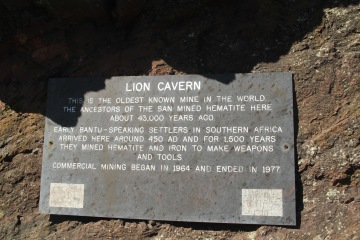 LION CAVERN
THIS IS THE OLDEST KNOWN MINE IN THE WORLD
THE ANCESTORS OF THE SAN MINED HEMATITE HERE
ABOUT 43,000 YEARS AGO
EARLY BANTU-SPEAKING SETTLERS IN SOUTHERN AFRICA
ARRIVED HERE AROUND 450 AD AND FOR 1,500 YEARS
THEY MINED HEMATITE AND IRON TO MAKE WEAPONS
AND TOOLS
COMMERCIAL MINING BEGAN IN 1964 AND ENDED IN 1977